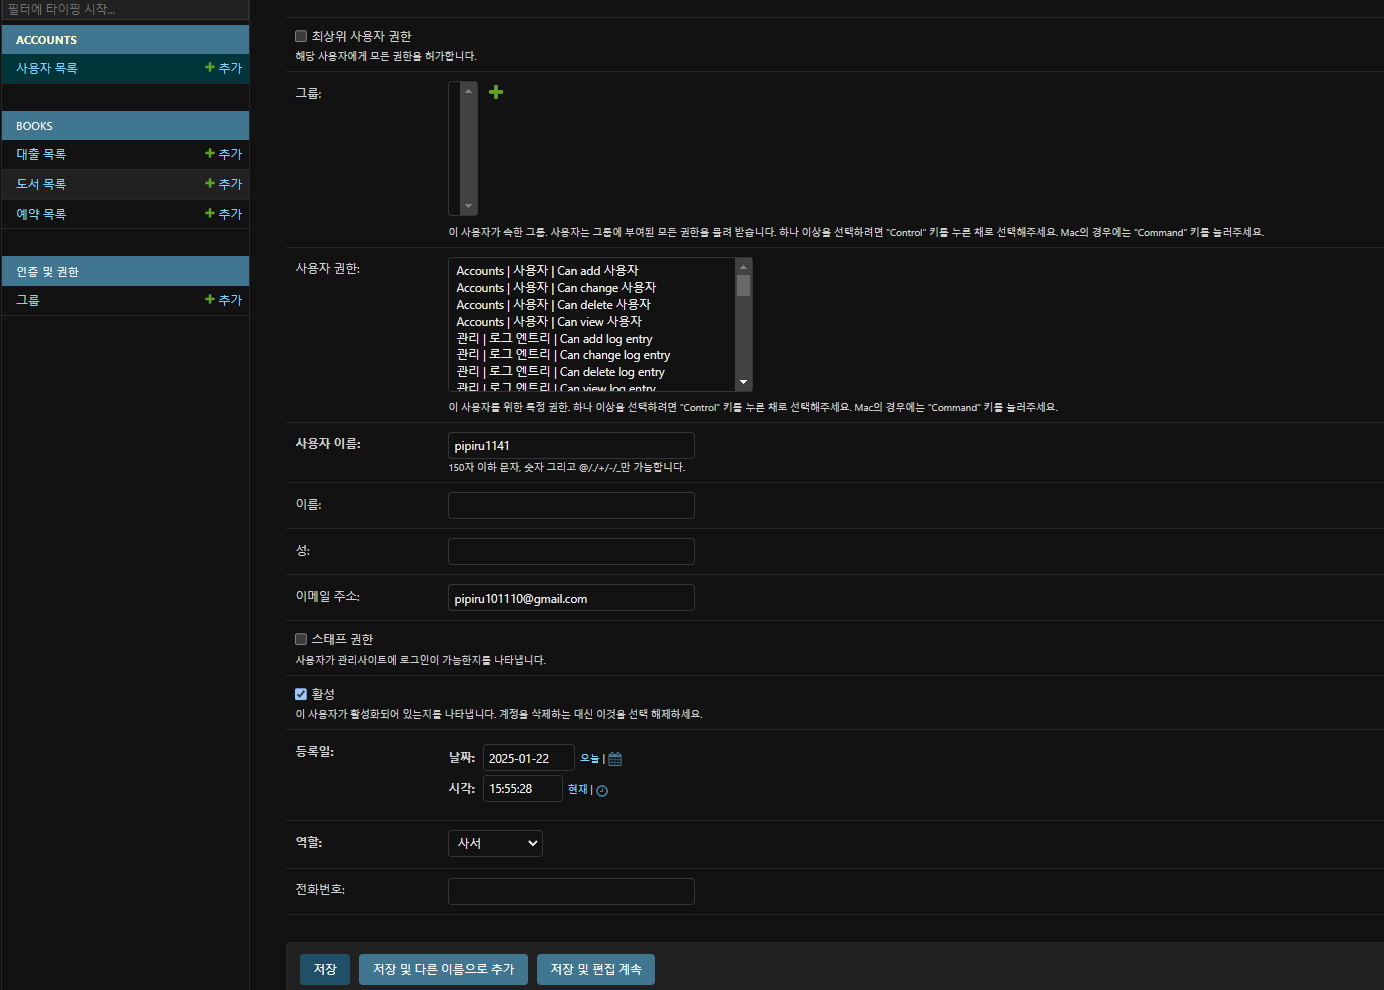 필터에 타이핑 시작...
ACCOUNTS
사용자 목록 추가
BOOKS
대출 목록 추가
도서 목록 추가
예약 목록 추가
인증 및 권한
그룹 추가
최상위 사용자 권한
해당 사용자에게 모든 권한을 허가합니다.
그룹:
이 사용자가 속한 그룹. 사용자는 그룹에 부여된 모든 권한을 물려 받습니다. 하나 이상을 선택하려면 "Control" 키를 누른 채로 선택해주세요. Mac의 경우에는 "Command" 키를 눌러주세요.
사용자 권한:
Accounts | 사용자 | Can add 사용자
Accounts | 사용자 | Can change 사용자
Accounts | 사용자 | Can delete 사용자
Accounts | 사용자 | Can view 사용자
관리 | 로그 엔트리 | Can add log entry
관리 | 로그 엔트리 | Can change log entry
관리 | 로그 엔트리 | Can delete log entry
관리 | 로그 엔트리 | Can view log entry
이 사용자를 위한 특정 권한. 하나 이상을 선택하려면 "Control" 키를 누른 채로 선택해주세요. Mac의 경우에는 "Command" 키를 눌러주세요.
사용자 이름:
pipiru1141
150자 이하 문자, 숫자 그리고 @/./+/-/_만 가능합니다.
이름:
성:
이메일 주소:
pipiru101110@gmail.com
스태프 권한
사용자가 관리사이트에 로그인이 가능한지를 나타냅니다.
활성
이 사용자가 활성화되어 있는지를 나타냅니다. 계정을 삭제하는 대신 이것을 선택 해제하세요.
등록일:
날짜: 2025-01-22 오늘 |
시각: 15:55:28 현재 |
역할:
사서
전화번호:
저장 저장 및 다른 이름으로 추가 저장 및 편집 계속